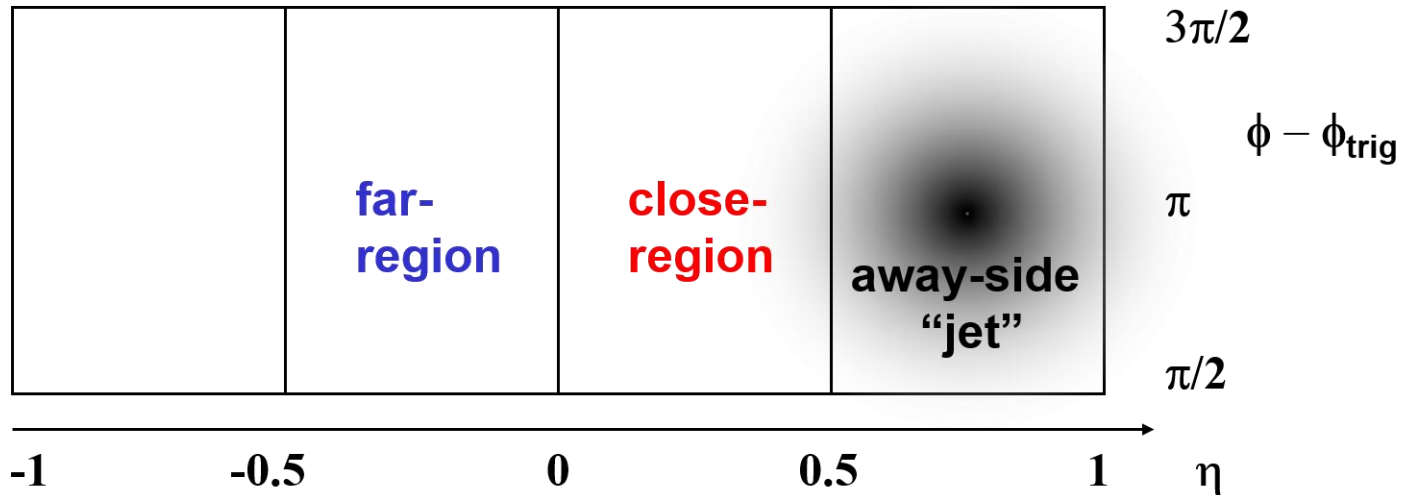 3π/2
ϕ − ϕtrig
far-
region
close-
region
π
away-side
“jet”
π/2
-1 -0.5 0 0.5 1 η